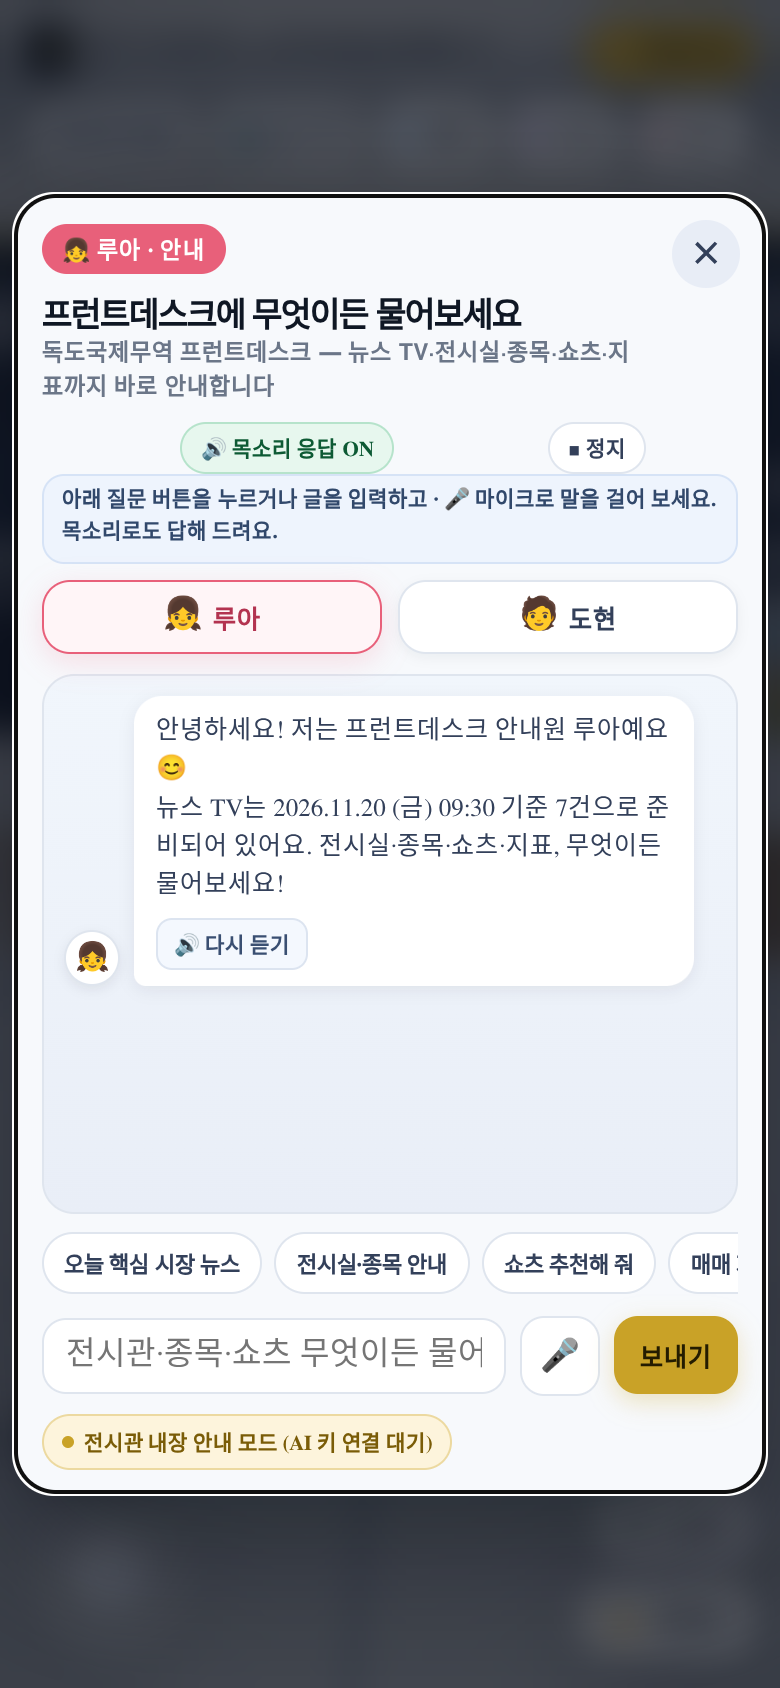 👧 루아 · 안내
✕
프런트데스크에 무엇이든 물어보세요
독도국제무역 프런트데스크 — 뉴스 TV·전시실·종목·쇼츠·지
표까지 바로 안내합니다
🔊 목소리 응답 ON
■ 정지
아래 질문 버튼을 누르거나 글을 입력하고 · 🎤 마이크로 말을 걸어 보세요.
목소리로도 답해 드려요.
👧 루아
🧑 도현
안녕하세요! 저는 프런트데스크 안내원 루아예요
😊
뉴스 TV는 2026.11.20 (금) 09:30 기준 7건으로 준
비되어 있어요. 전시실·종목·쇼츠·지표, 무엇이든
물어보세요!
🔊 다시 듣기
오늘 핵심 시장 뉴스
전시실·종목 안내
쇼츠 추천해 줘
매매
전시관·종목·쇼츠 무엇이든 물어
보내기
전시관 내장 안내 모드 (AI 키 연결 대기)